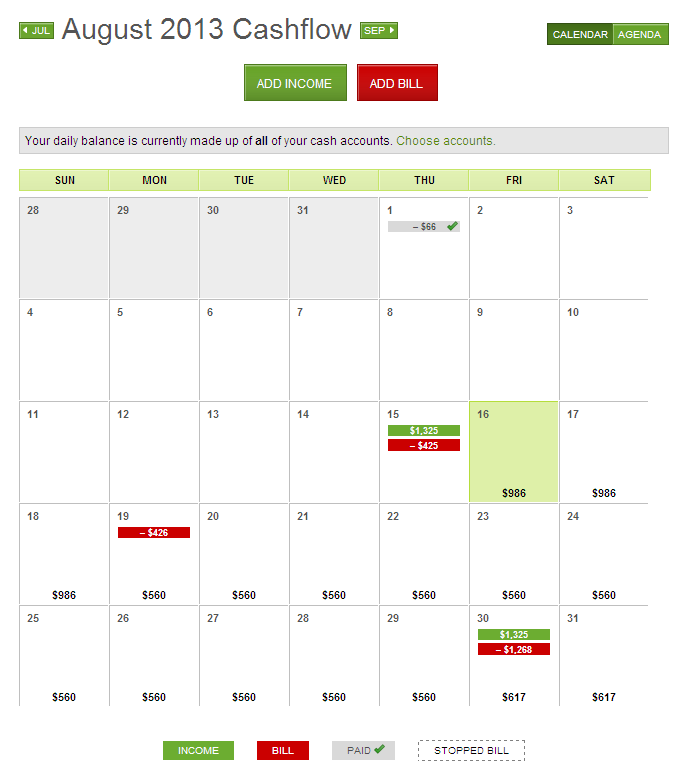 JUL August 2013 Cashflow SEP CALENDAR AGENDA
ADD INCOME ADD BILL
Your daily balance is currently made up of all of your cash accounts. Choose accounts.
SUN MON TUE WED THU FRI SAT
28 29 30 31 1 2 3
– $66
4 5 6 7 8 9 10
11 12 13 14 15 16 17
$1,325
– $425
$986 $986
18 19 20 21 22 23 24
– $426
$986 $560 $560 $560 $560 $560 $560
25 26 27 28 29 30 31
$1,325
– $1,268
$560 $560 $560 $560 $560 $617 $617
INCOME BILL PAID STOPPED BILL